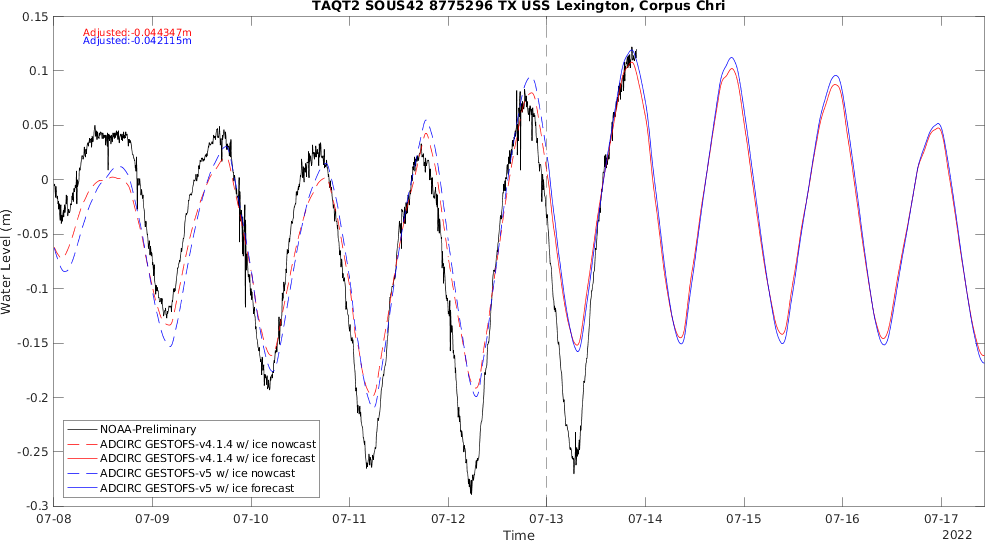 TAQT2 SOUS42 8775296 TX USS Lexington, Corpus Chri
0.15
Adjusted:-0.044347m
Adjusted:-0.042115m
0.1
0.05
0
-0.05
-0.1
-0.15
-0.2
-0.25
-0.3
Water Level (m)
NOAA-Preliminary
ADCIRC GESTOFS-v4.1.4 w/ ice nowcast
ADCIRC GESTOFS-v4.1.4 w/ ice forecast
ADCIRC GESTOFS-v5 w/ ice nowcast
ADCIRC GESTOFS-v5 w/ ice forecast
07-08 07-09 07-10 07-11 07-12 07-13 07-14 07-15 07-16 07-17
Time
2022